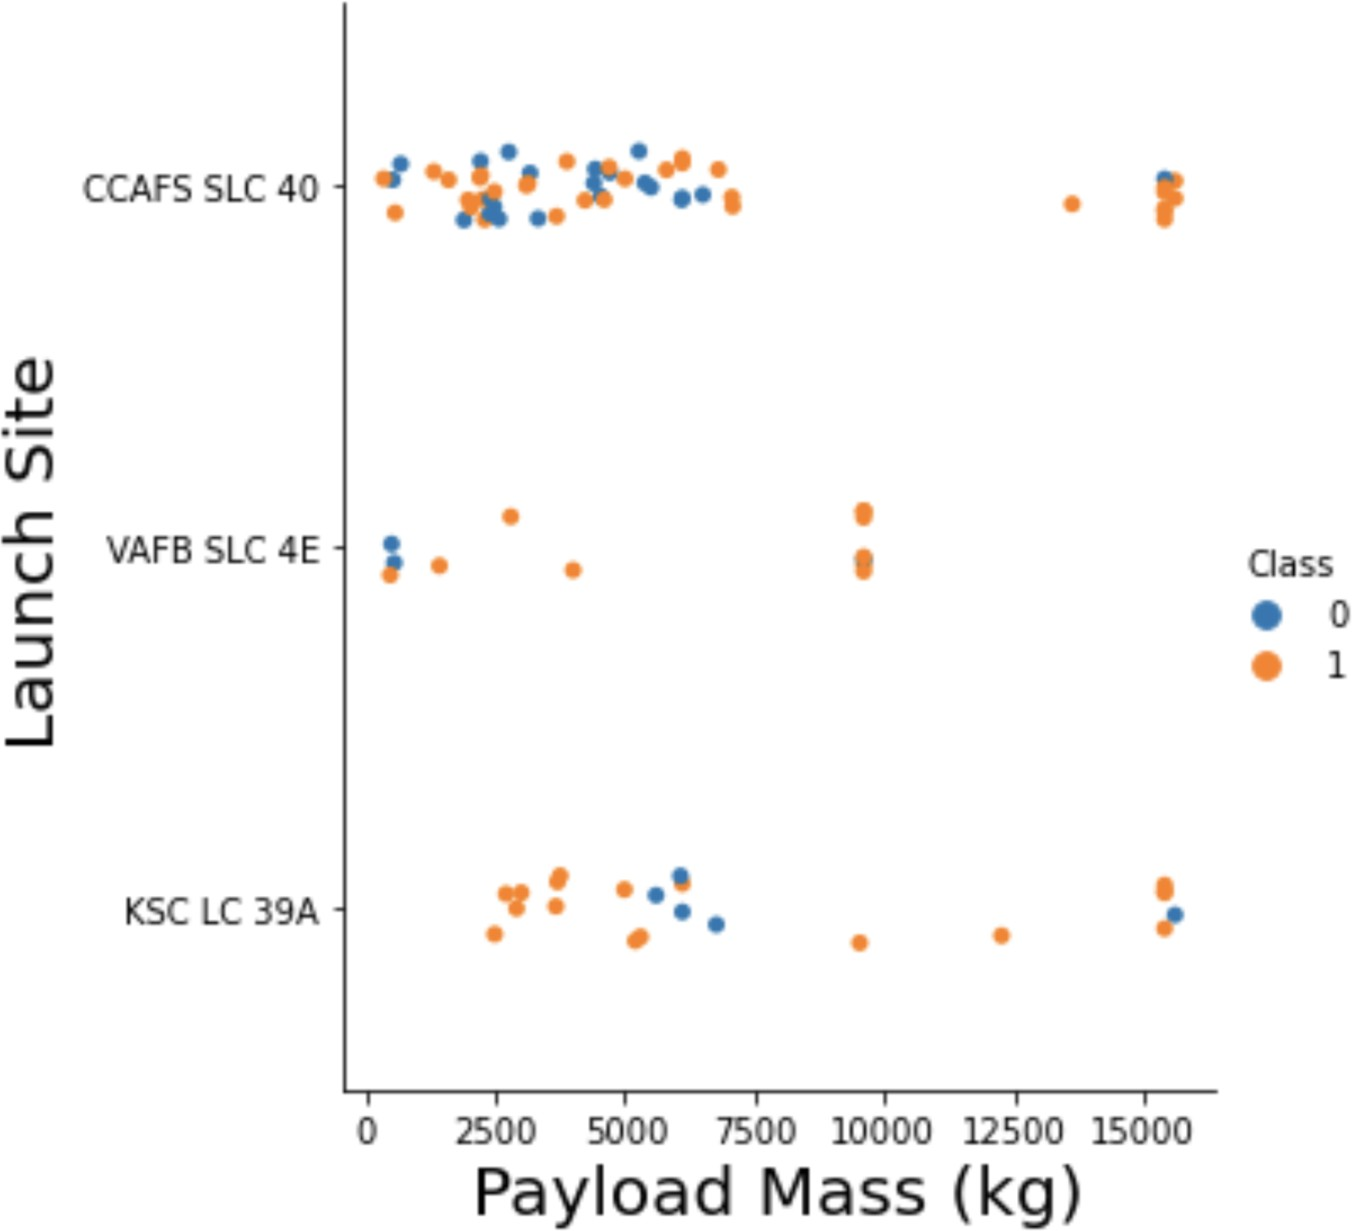 Launch Site
CCAFS SLC 40
VAFB SLC 4E
KSC LC 39A
0 2500 5000 7500 10000 12500 15000
Payload Mass (kg)
Class
0
1